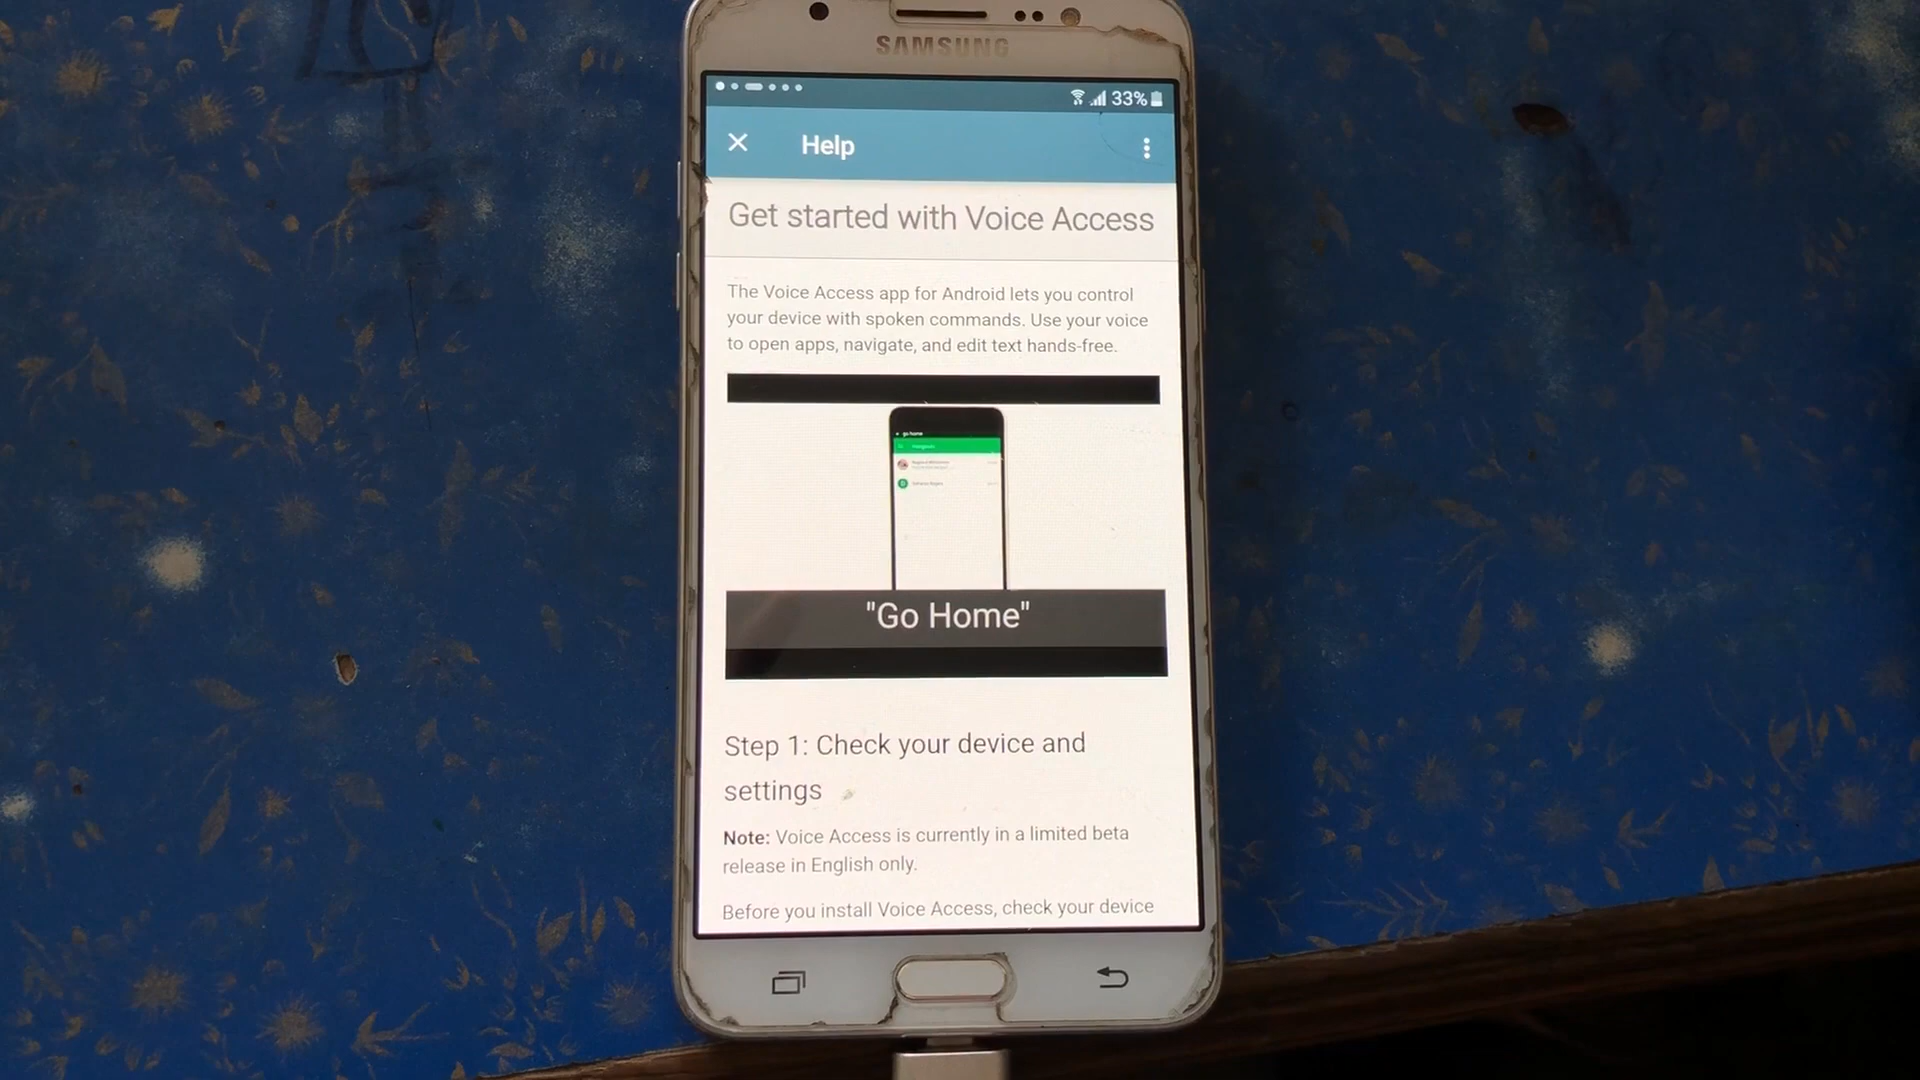 SAMSUNG
33%
Help
Get started with Voice Access
The Voice Access app for Android lets you control
your device with spoken commands. Use your voice
to open apps, navigate, and edit text hands-free.
go home
"Go Home"
Step 1: Check your device and
settings
Note: Voice Access is currently in a limited beta
release in English only.
Before you install Voice Access, check your device